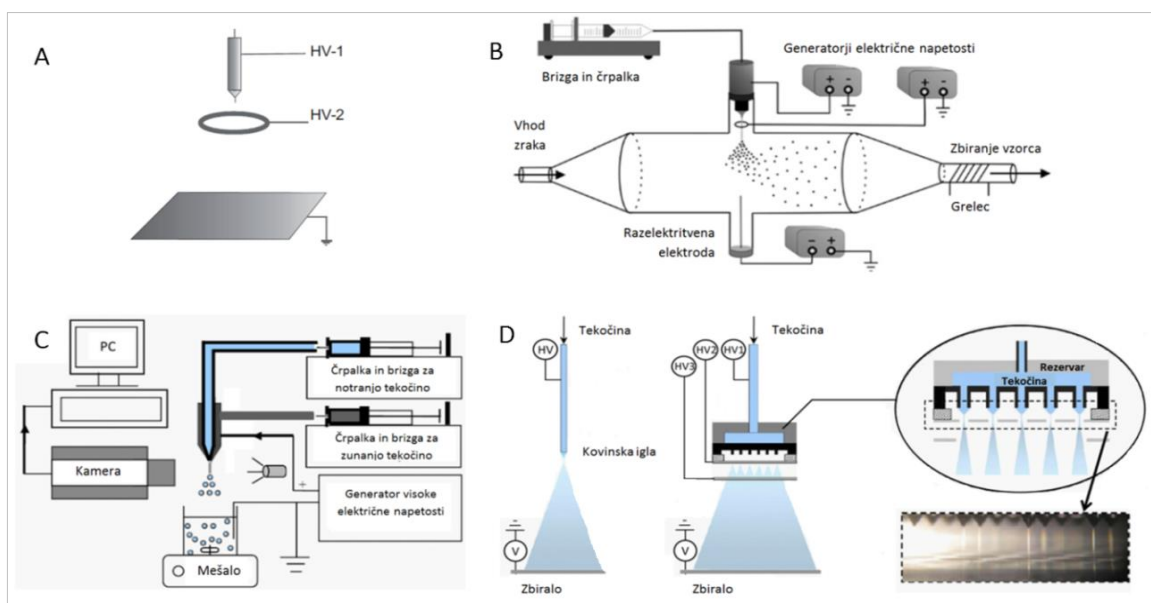 A
HV-1
HV-2
B
Brizga in črpalka
Generatorji električne napetosti
+ -
+ -
Vhod
zraka
Zbiranje vzorca
Grelec
Razelektritvena
elektroda
- +
C
PC
Kamera
Črpalka in brizga za
notranjo tekočino
Črpalka in brizga za
zunanjo tekočino
+
Generator visoke
električne napetosti
Mešalo
D
Tekočina
HV
Kovinska igla
V
Zbiralo
Tekočina
HV3
HV2
HV1
V
Zbiralo
Rezervar
Tekočina